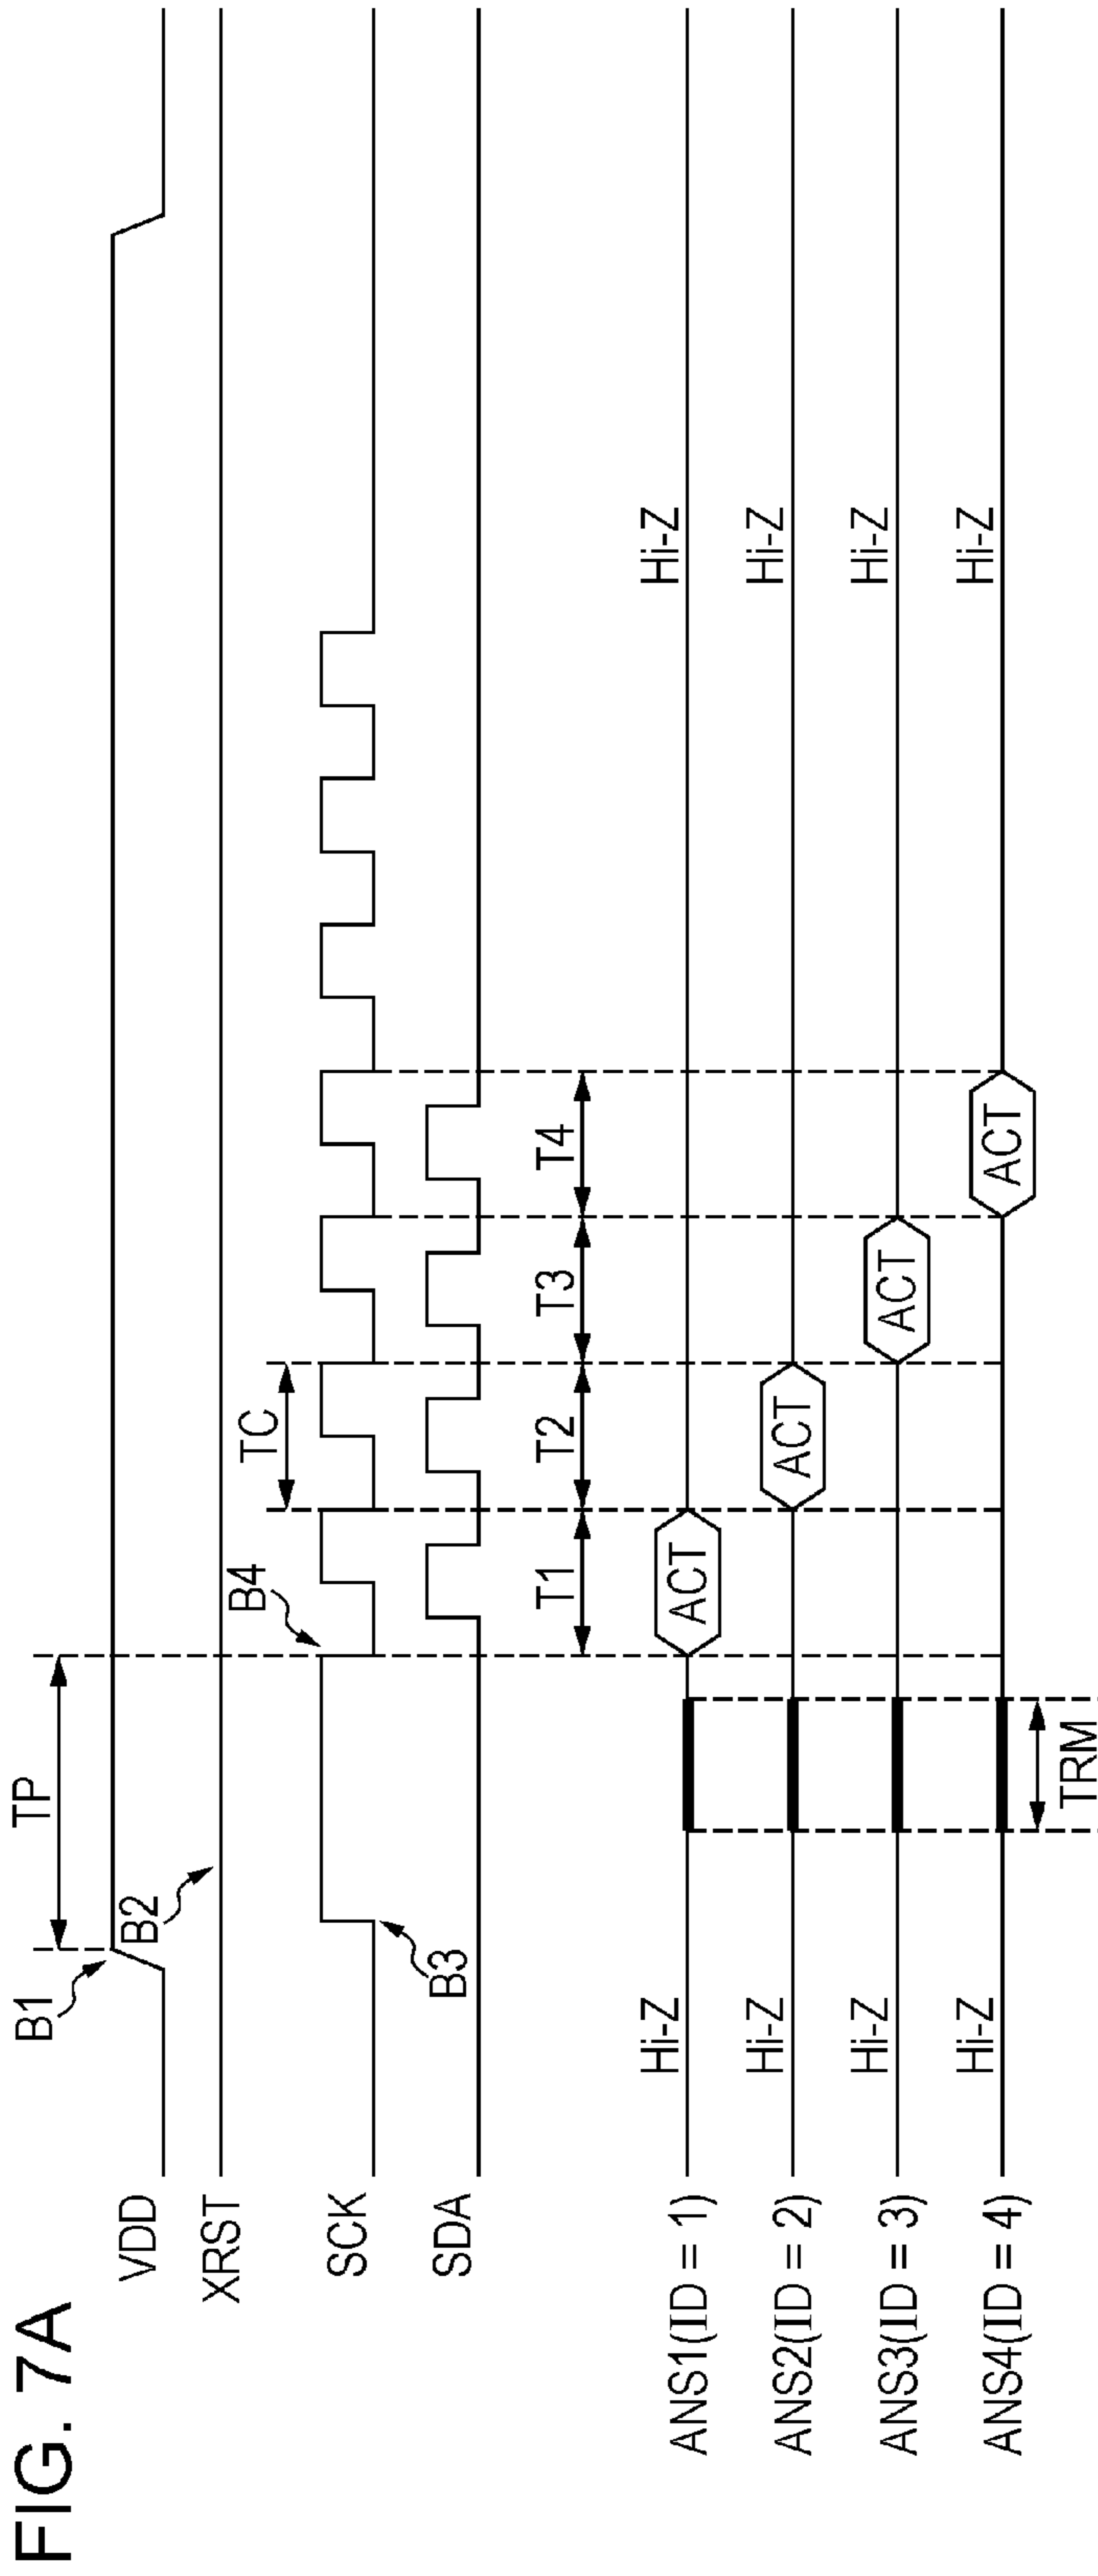 FIG. 7A
TP
B1
VDD
B2
XRST
TC
B4
SCK
B3
SDA
T1 T2 T3 T4
ANS1(ID = 1) Hi-Z ACT Hi-Z
ANS2(ID = 2) Hi-Z ACT Hi-Z
ANS3(ID = 3) Hi-Z ACT Hi-Z
ANS4(ID = 4) Hi-Z ACT Hi-Z
TRM